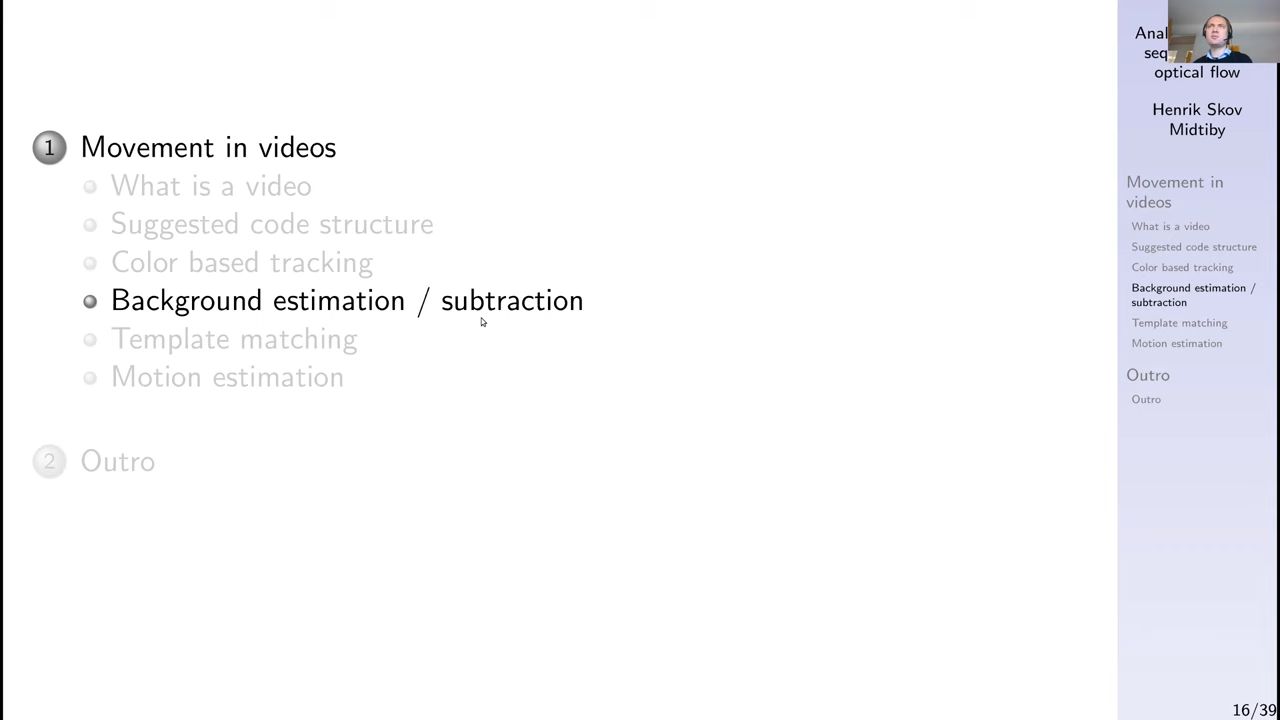 1 Movement in videos
What is a video
Suggested code structure
Color based tracking
Background estimation / subtraction
Template matching
Motion estimation
2 Outro
optical flow
Henrik Skov
Midtiby
Movement in
videos
What is a video
Suggested code structure
Color based tracking
Background estimation /
subtraction
Template matching
Motion estimation
Outro
Outro
16/39